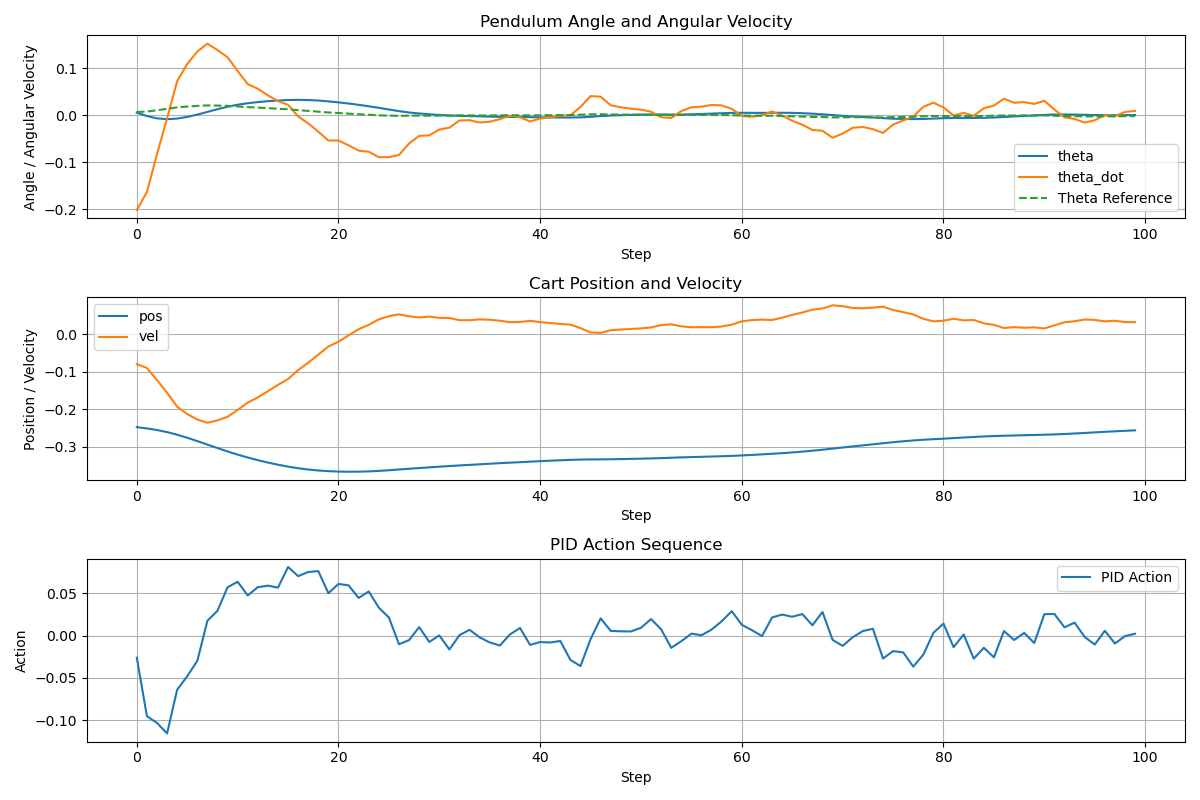 Pendulum Angle and Angular Velocity
Angle / Angular Velocity
0.1
0.0
−0.1
−0.2
theta
theta_dot
Theta Reference
0 20 40 60 80 100
Step
Cart Position and Velocity
Position / Velocity
pos
vel
0.0
−0.1
−0.2
−0.3
0 20 40 60 80 100
Step
PID Action Sequence
Action
PID Action
0.05
0.00
−0.05
−0.10
0 20 40 60 80 100
Step